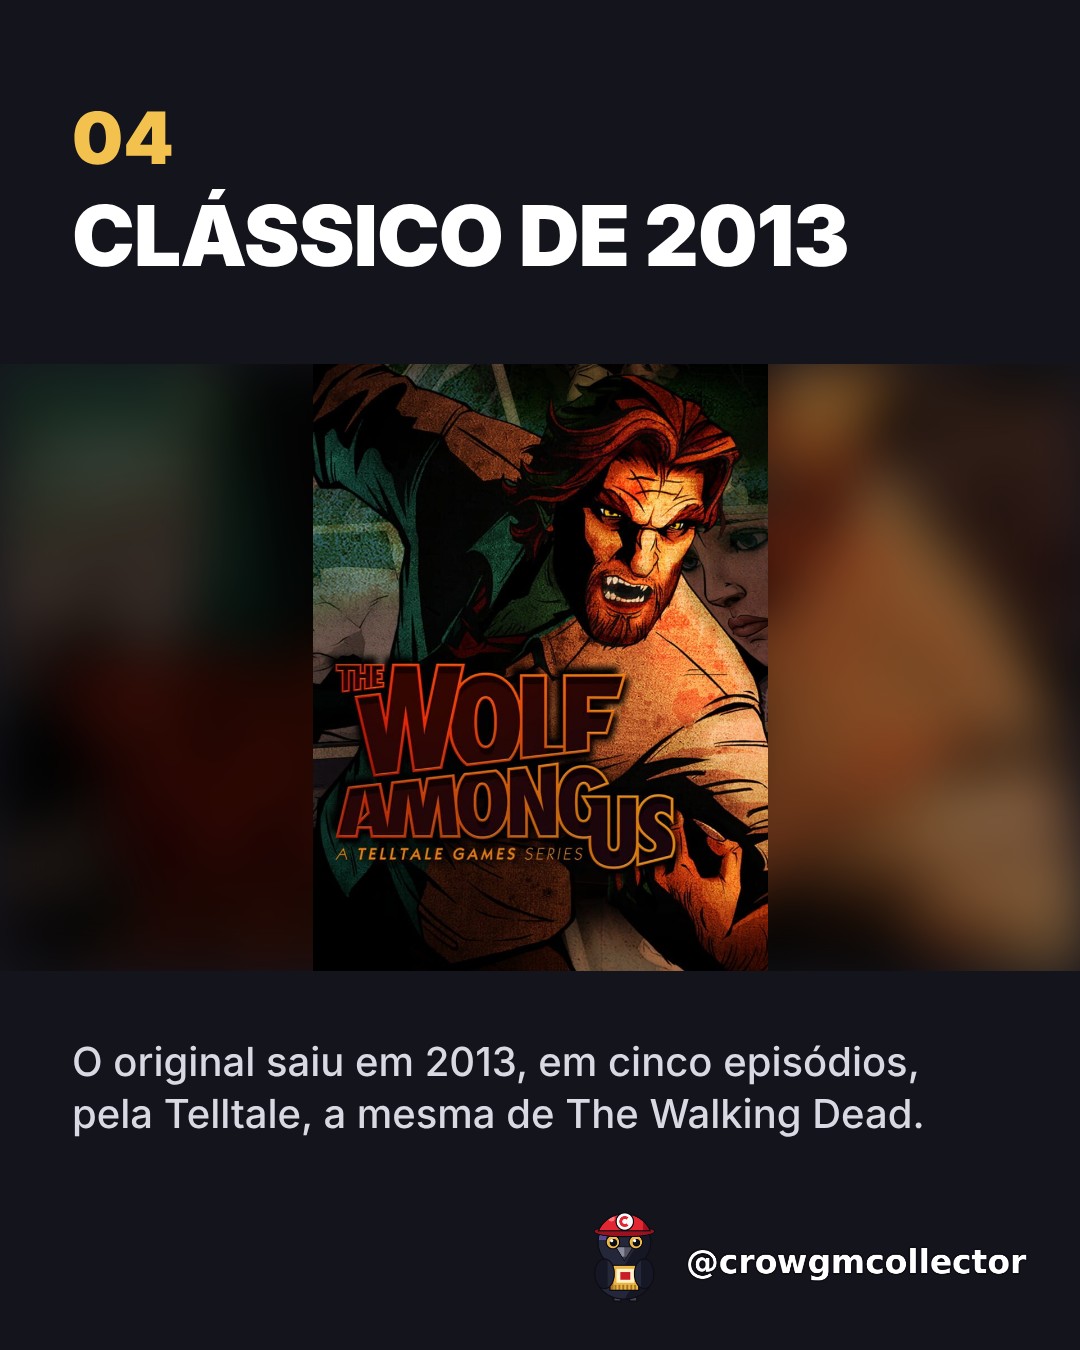 04
CLÁSSICO DE 2013
THE
WOLF
AMONG
US
A TELLTALE GAMES SERIES
O original saiu em 2013, em cinco episódios,
pela Telltale, a mesma de The Walking Dead.
C
@crowgmcollector